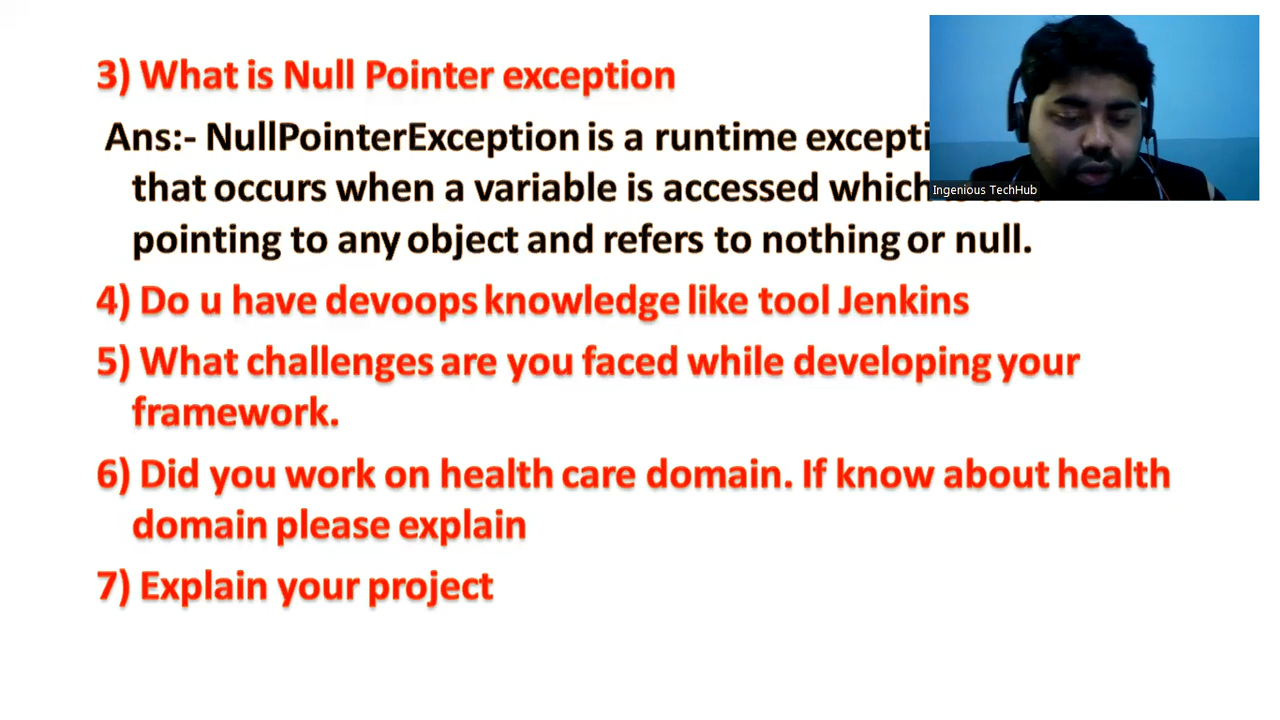 3) What is Null Pointer exception
Ans:- NullPointerException is a runtime excepti
that occurs when a variable is accessed which
pointing to any object and refers to nothing or null.
4) Do u have devoops knowledge like tool Jenkins
5) What challenges are you faced while developing your
framework.
6) Did you work on health care domain. If know about health
domain please explain
7) Explain your project
Ingenious TechHub